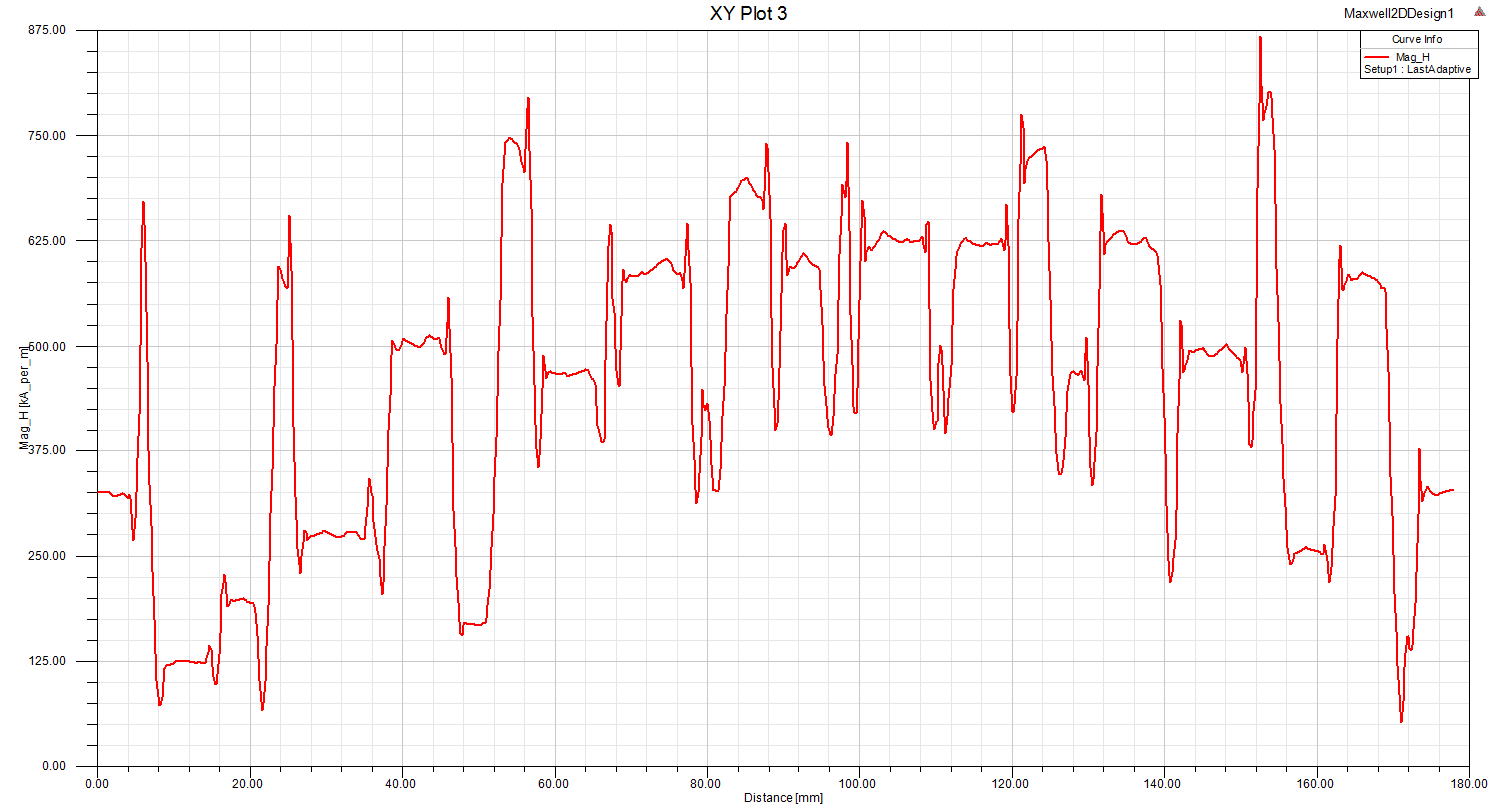 XY Plot 3
Maxwell2DDesign1
Curve Info
Mag_H
Setup1 : LastAdaptive
875.00
750.00
625.00
500.00
375.00
250.00
125.00
0.00
Mag_H [kA_per_m]
0.00 20.00 40.00 60.00 80.00 100.00 120.00 140.00 160.00 180.00
Distance [mm]